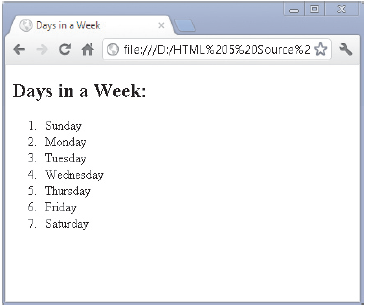 Days in a Week
file:///D:/HTML%205%20Source%2
Days in a Week:
1. Sunday
2. Monday
3. Tuesday
4. Wednesday
5. Thursday
6. Friday
7. Saturday